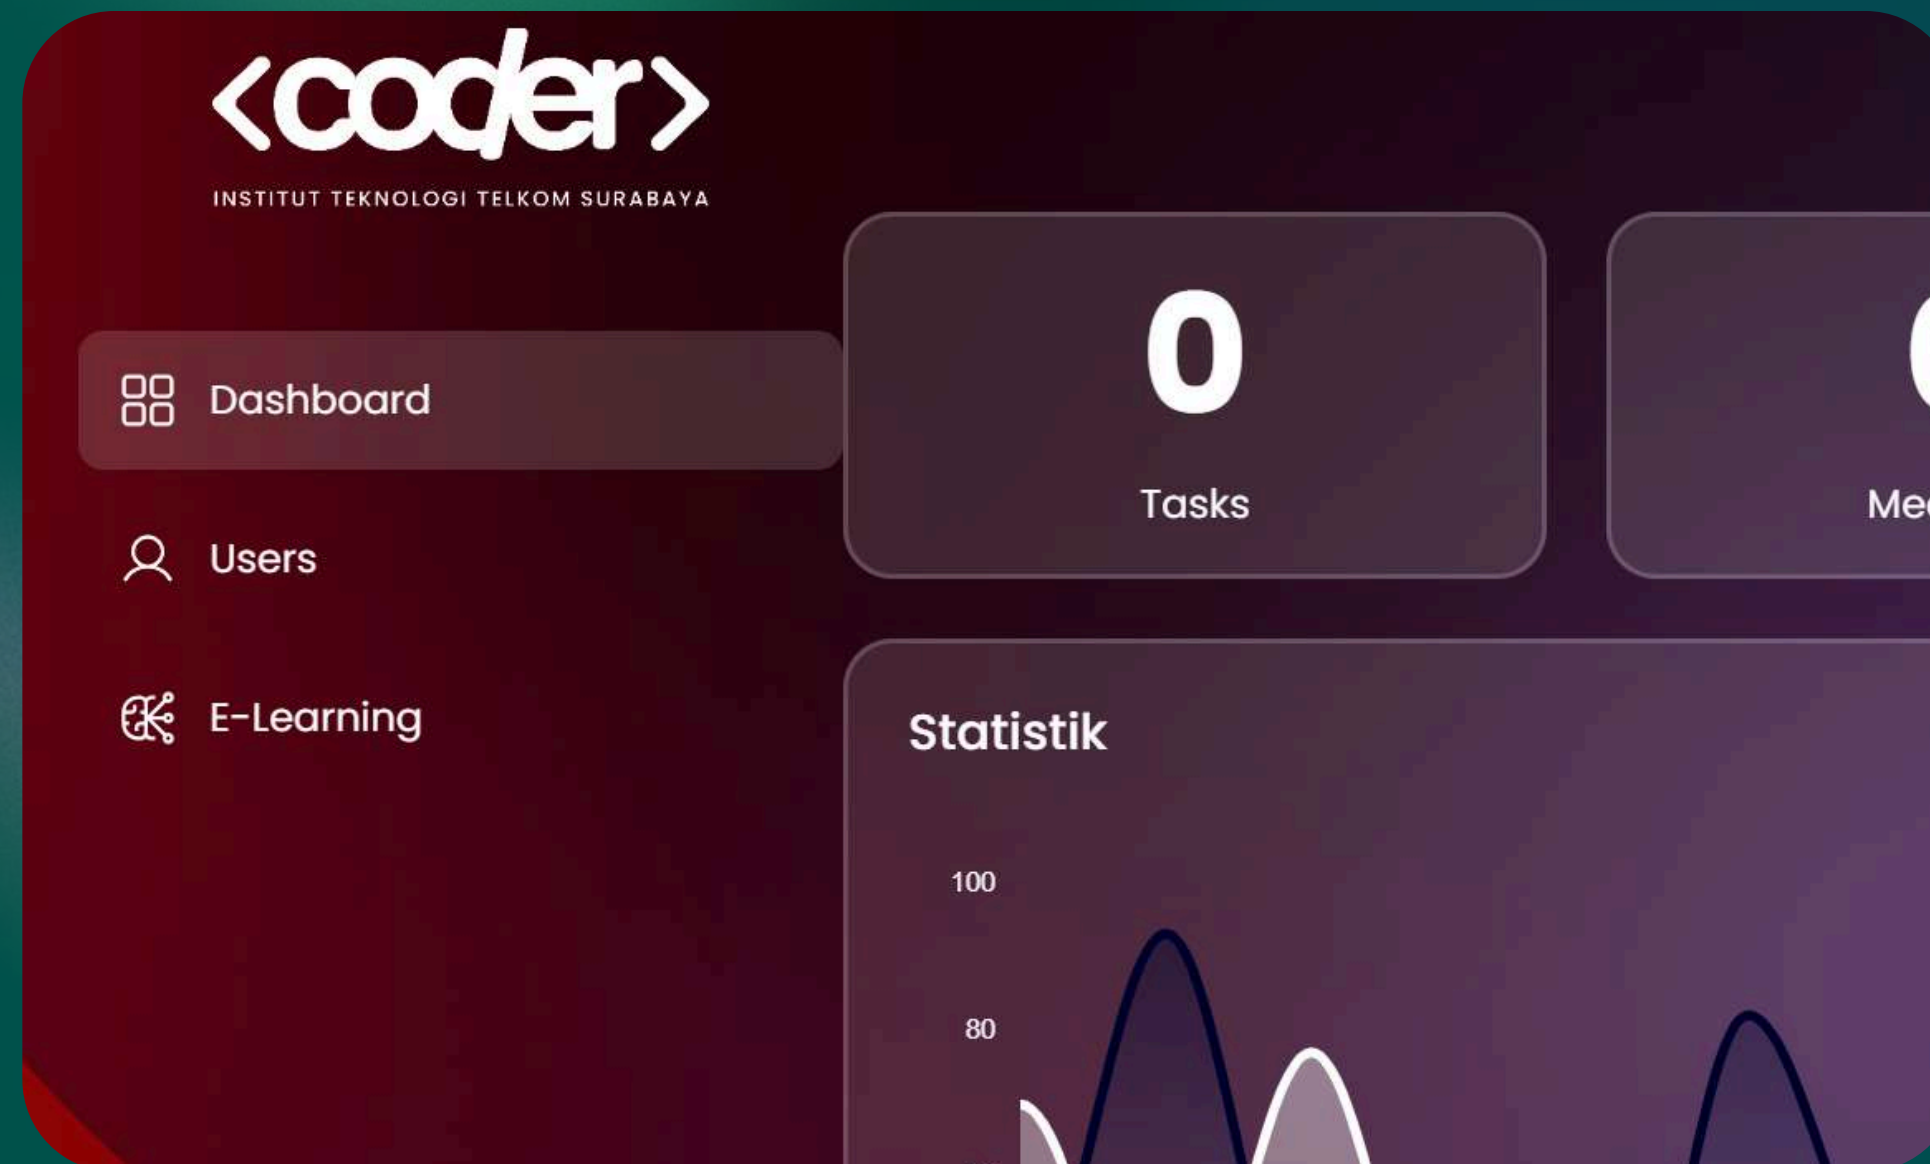 <coder>
INSTITUT TEKNOLOGI TELKOM SURABAYA
Dashboard
Users
E-Learning
0
Tasks
Statistik
100
80